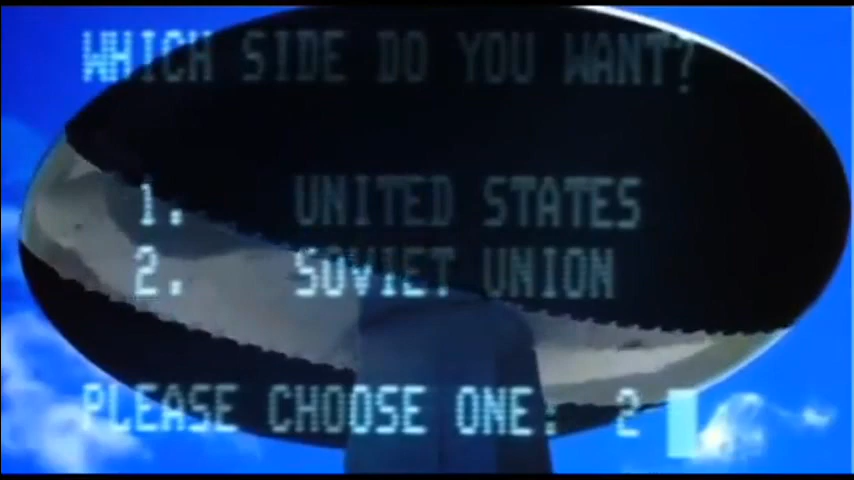 WHICH SIDE DO YOU WANT?
1. UNITED STATES
2. SOVIET UNION
PLEASE CHOOSE ONE: 2